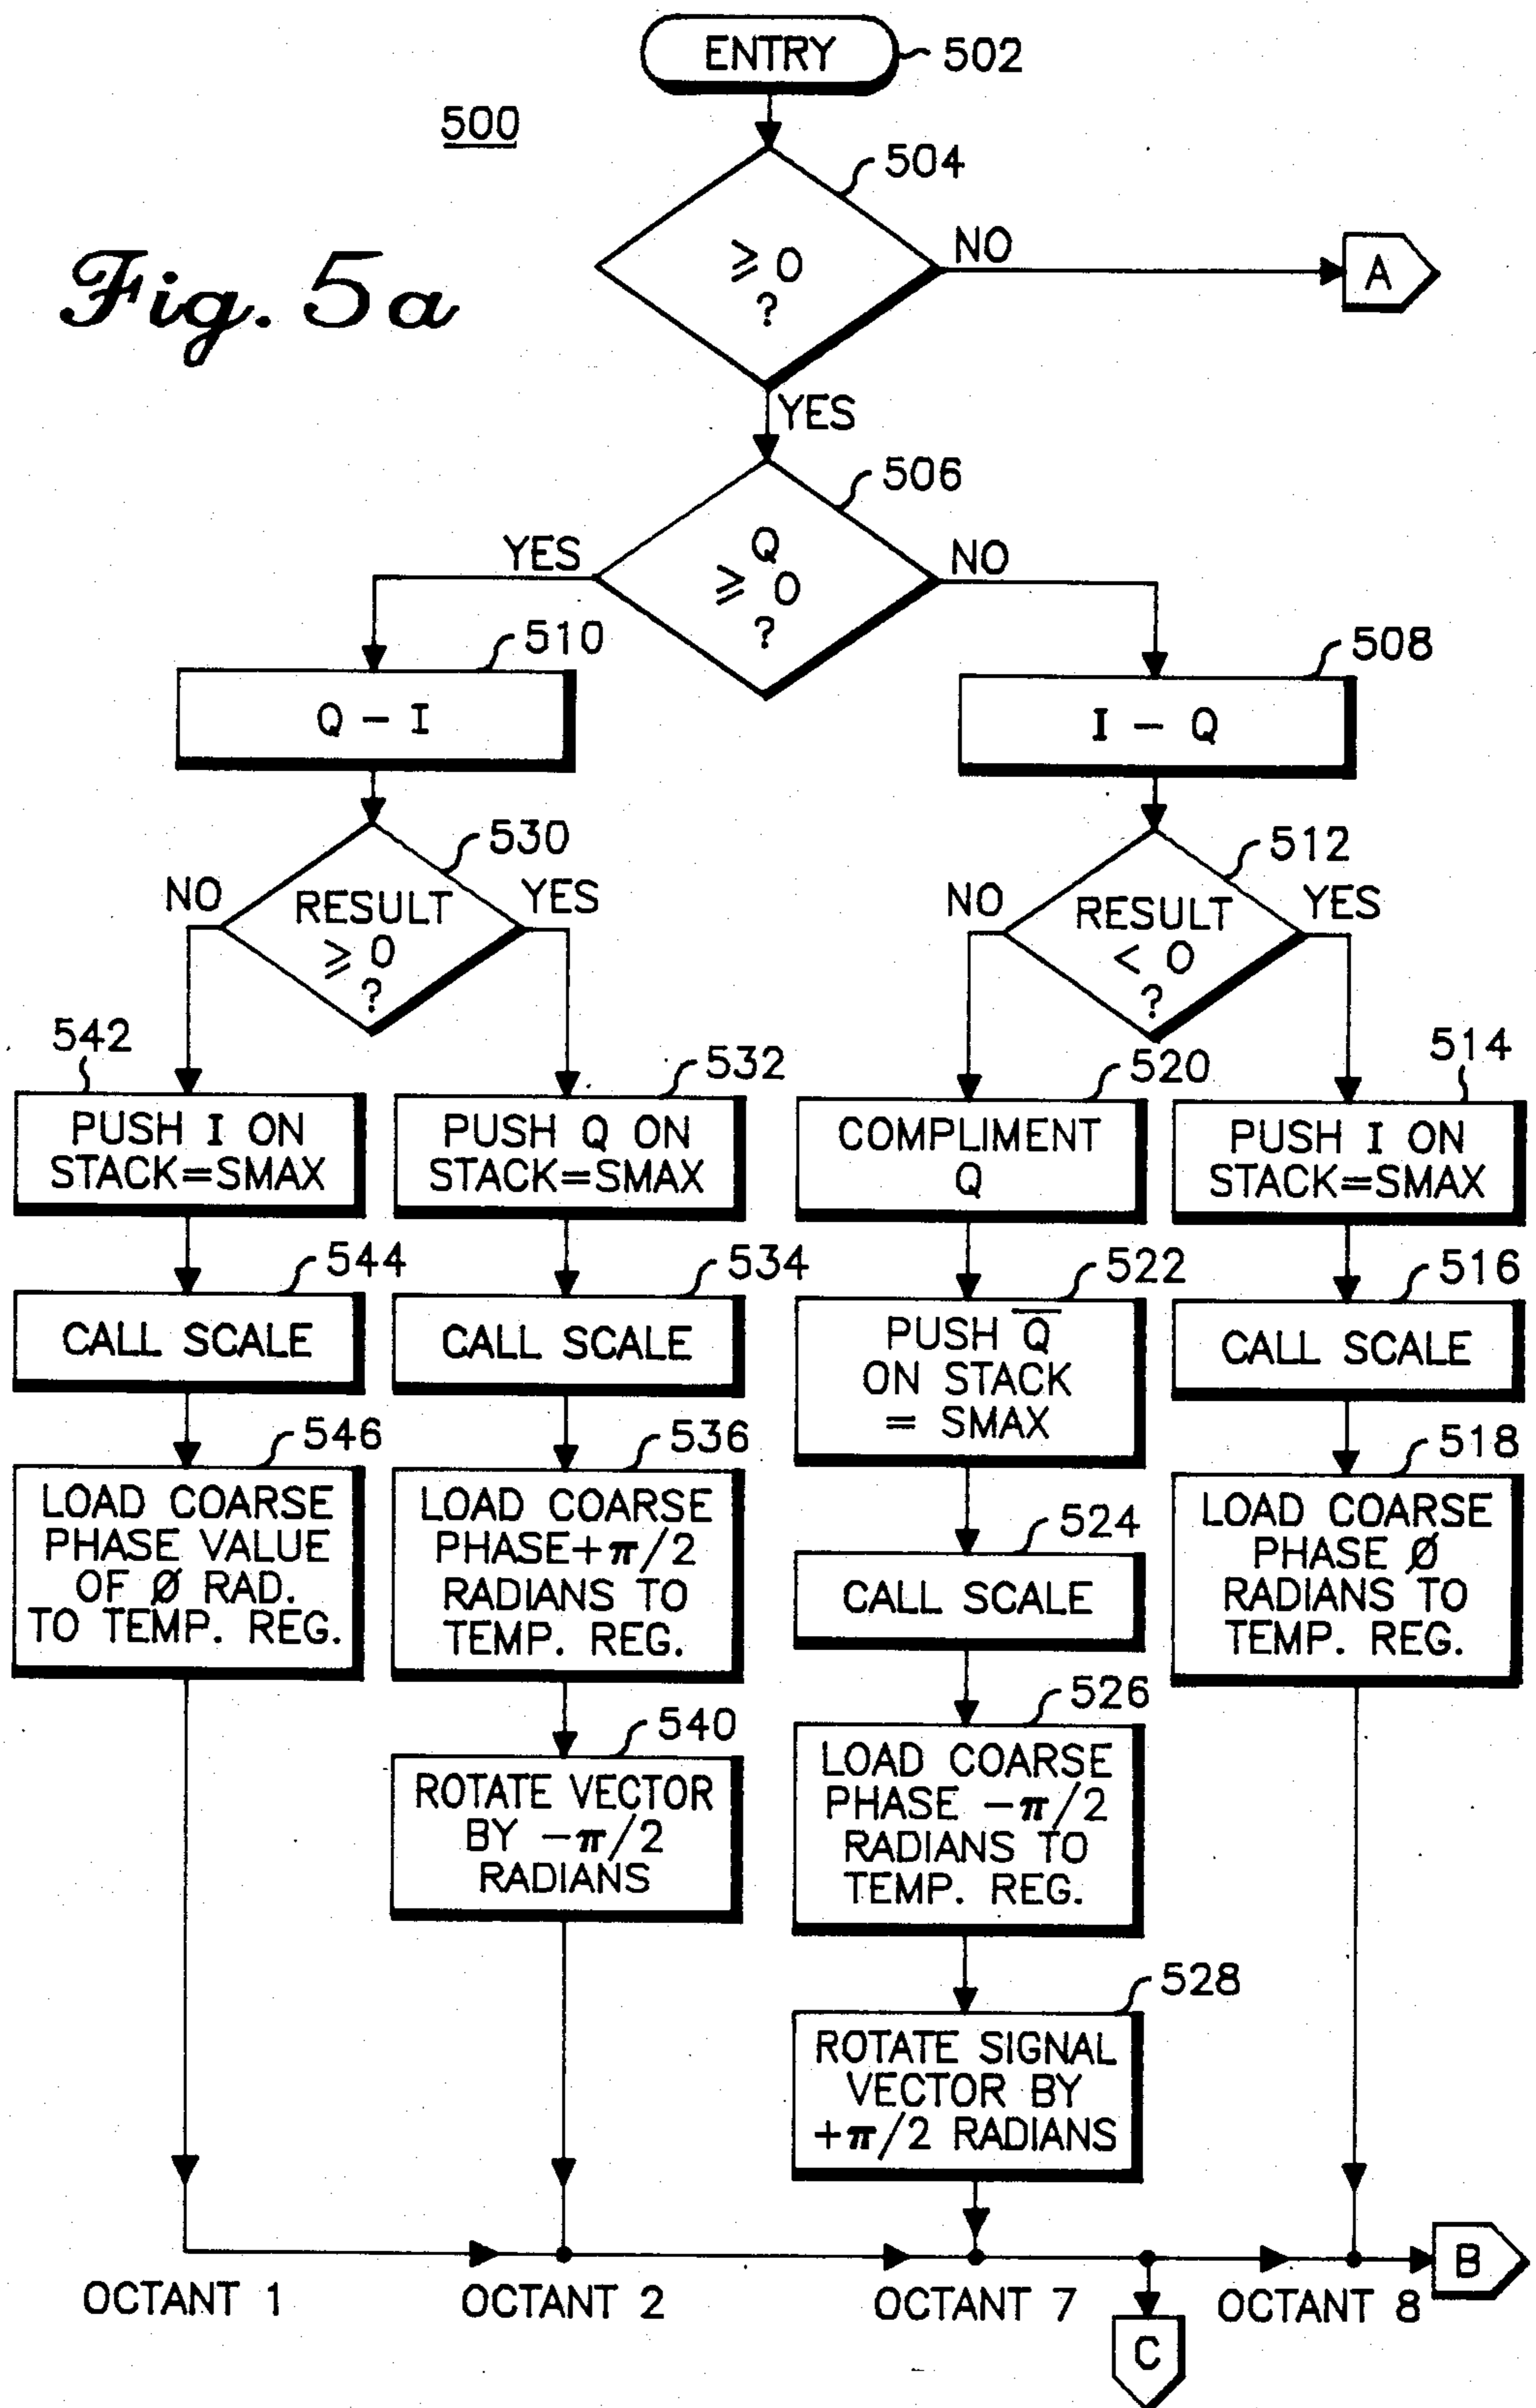 ENTRY
502
500
504
Fig. 5a
≥ 0
?
NO
A
YES
506
Q
≥ 0
?
YES
NO
510
508
Q – I
I – Q
530
512
NO
RESULT
≥ 0
?
YES
NO
RESULT
< 0
?
YES
542
532
520
514
PUSH I ON
STACK=SMAX
PUSH Q ON
STACK=SMAX
COMPLIMENT
Q
PUSH I ON
STACK=SMAX
544
534
522
516
CALL SCALE
CALL SCALE
PUSH Q̅
ON STACK
= SMAX
CALL SCALE
546
536
518
LOAD COARSE
PHASE VALUE
OF Ø RAD.
TO TEMP. REG.
LOAD COARSE
PHASE+π/2
RADIANS TO
TEMP. REG.
524
CALL SCALE
LOAD COARSE
PHASE Ø
RADIANS TO
TEMP. REG.
540
526
ROTATE VECTOR
BY –π/2
RADIANS
LOAD COARSE
PHASE –π/2
RADIANS TO
TEMP. REG.
528
ROTATE SIGNAL
VECTOR BY
+π/2 RADIANS
B
OCTANT 1
OCTANT 2
OCTANT 7
OCTANT 8
C